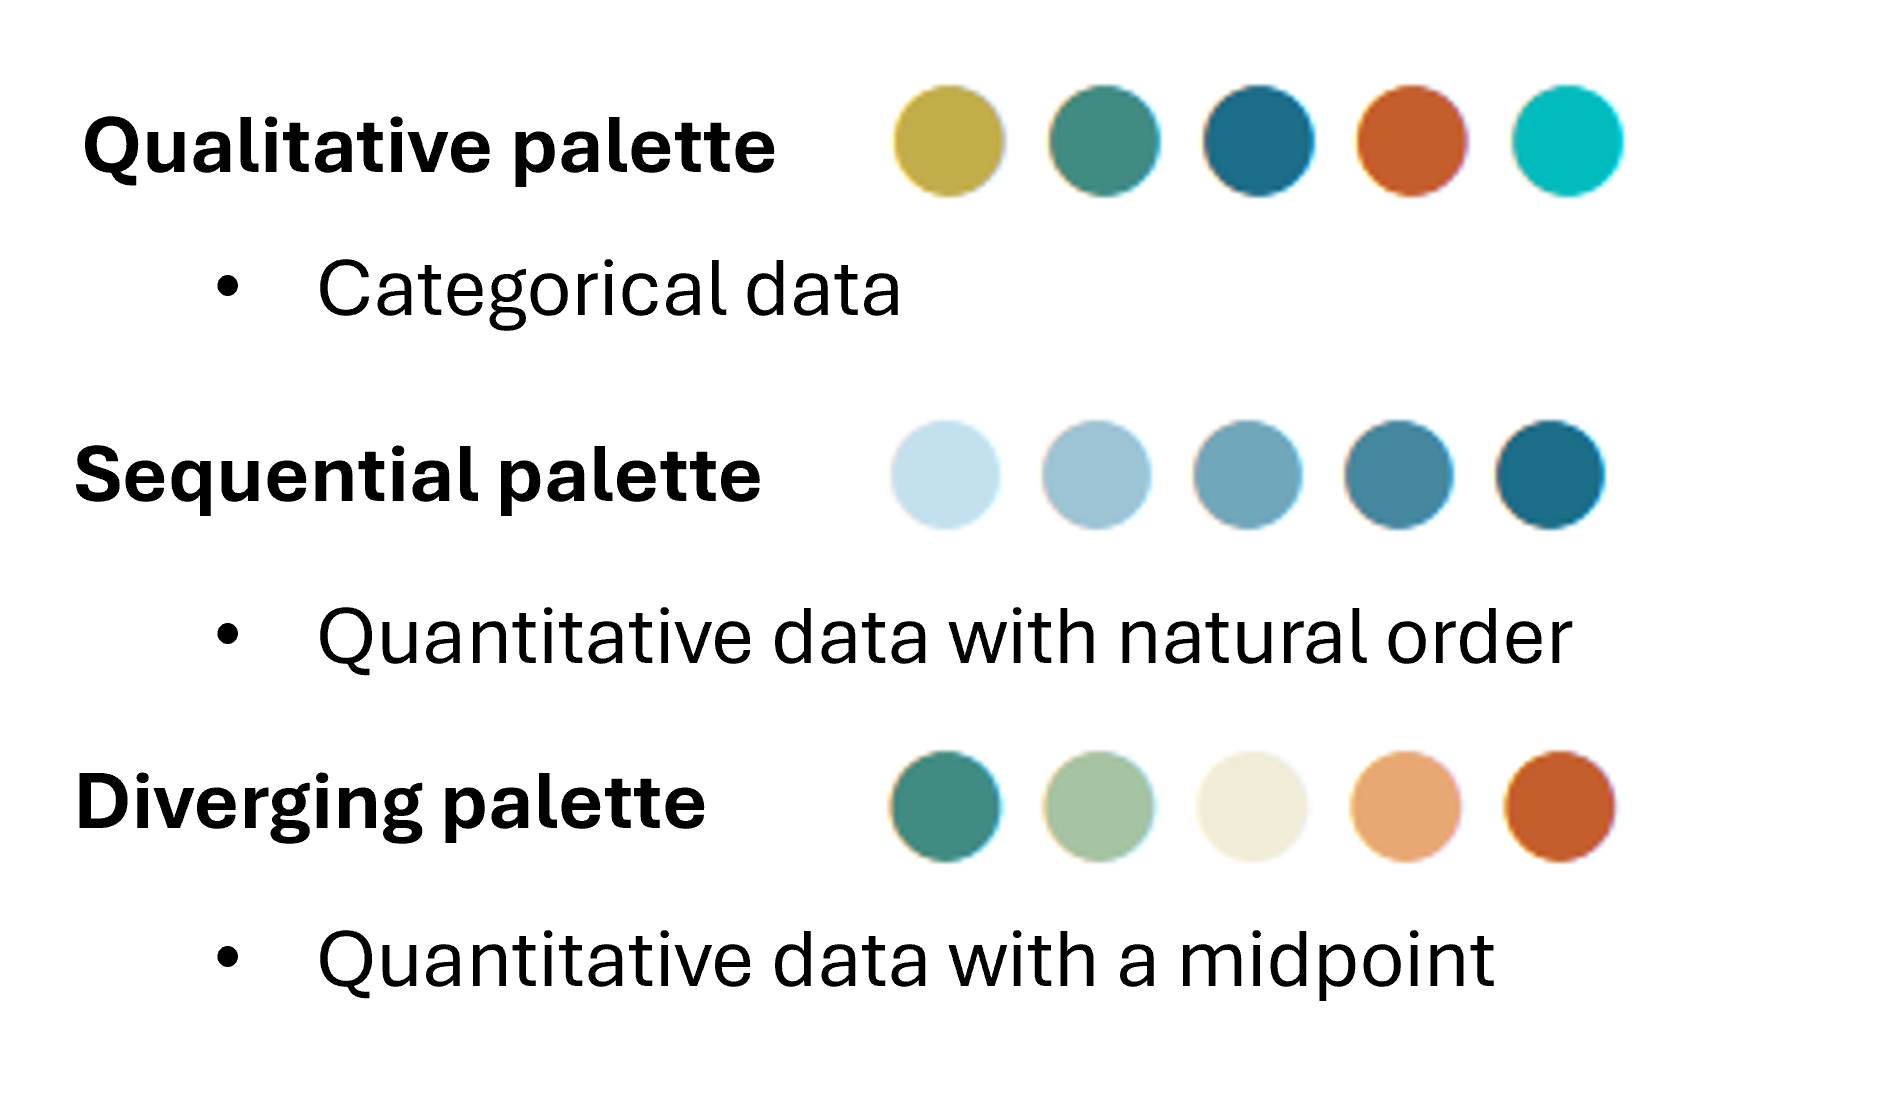 Qualitative palette
• Categorical data
Sequential palette
• Quantitative data with natural order
Diverging palette
• Quantitative data with a midpoint